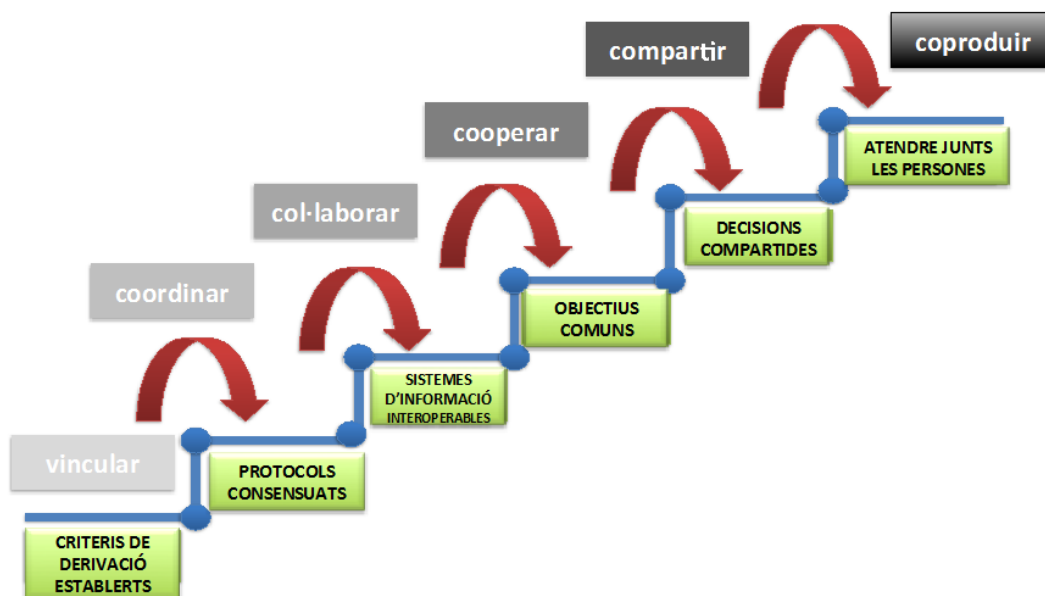 coproduir
compartir
cooperar
ATENDRE JUNTS
LES PERSONES
col·laborar
DECISIONS
COMPARTIDES
coordinar
OBJECTIUS
COMUNS
SISTEMES
D'INFORMACIÓ
INTEROPERABLES
vincular
PROTOCOLS
CONSENSUATS
CRITERIS DE
DERIVACIÓ
ESTABLERTS